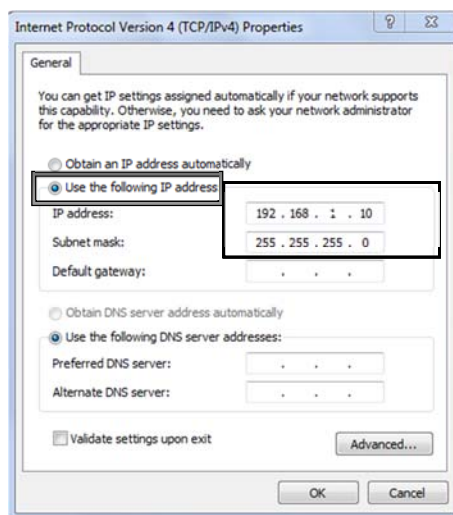 Internet Protocol Version 4 (TCP/IPv4) Properties
General
You can get IP settings assigned automatically if your network supports
this capability. Otherwise, you need to ask your network administrator
for the appropriate IP settings.
Obtain an IP address automatically
Use the following IP address
IP address: 192 . 168 . 1 . 10
Subnet mask: 255 . 255 . 255 . 0
Default gateway: . . .
Obtain DNS server address automatically
Use the following DNS server addresses:
Preferred DNS server: . . .
Alternate DNS server: . . .
Validate settings upon exit
Advanced...
OK Cancel